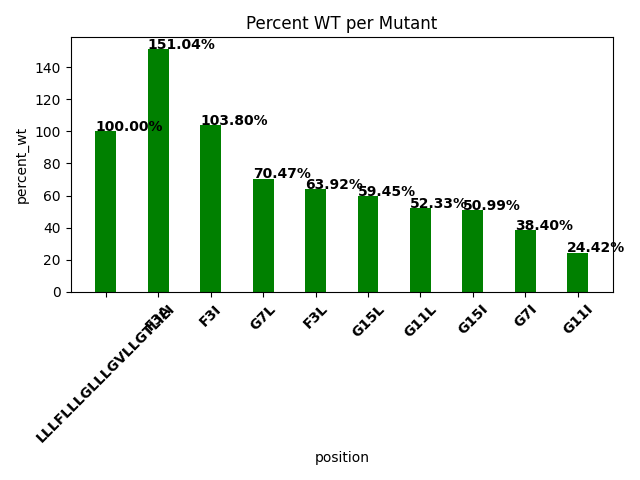 Percent WT per Mutant
percent_wt
140
120
100
80
60
40
20
0
100.00%
151.04%
103.80%
70.47%
63.92%
59.45%
52.33%
50.99%
38.40%
24.42%
F3A
F3I
G7L
F3L
G15L
G11L
G15I
G7I
G11I
position